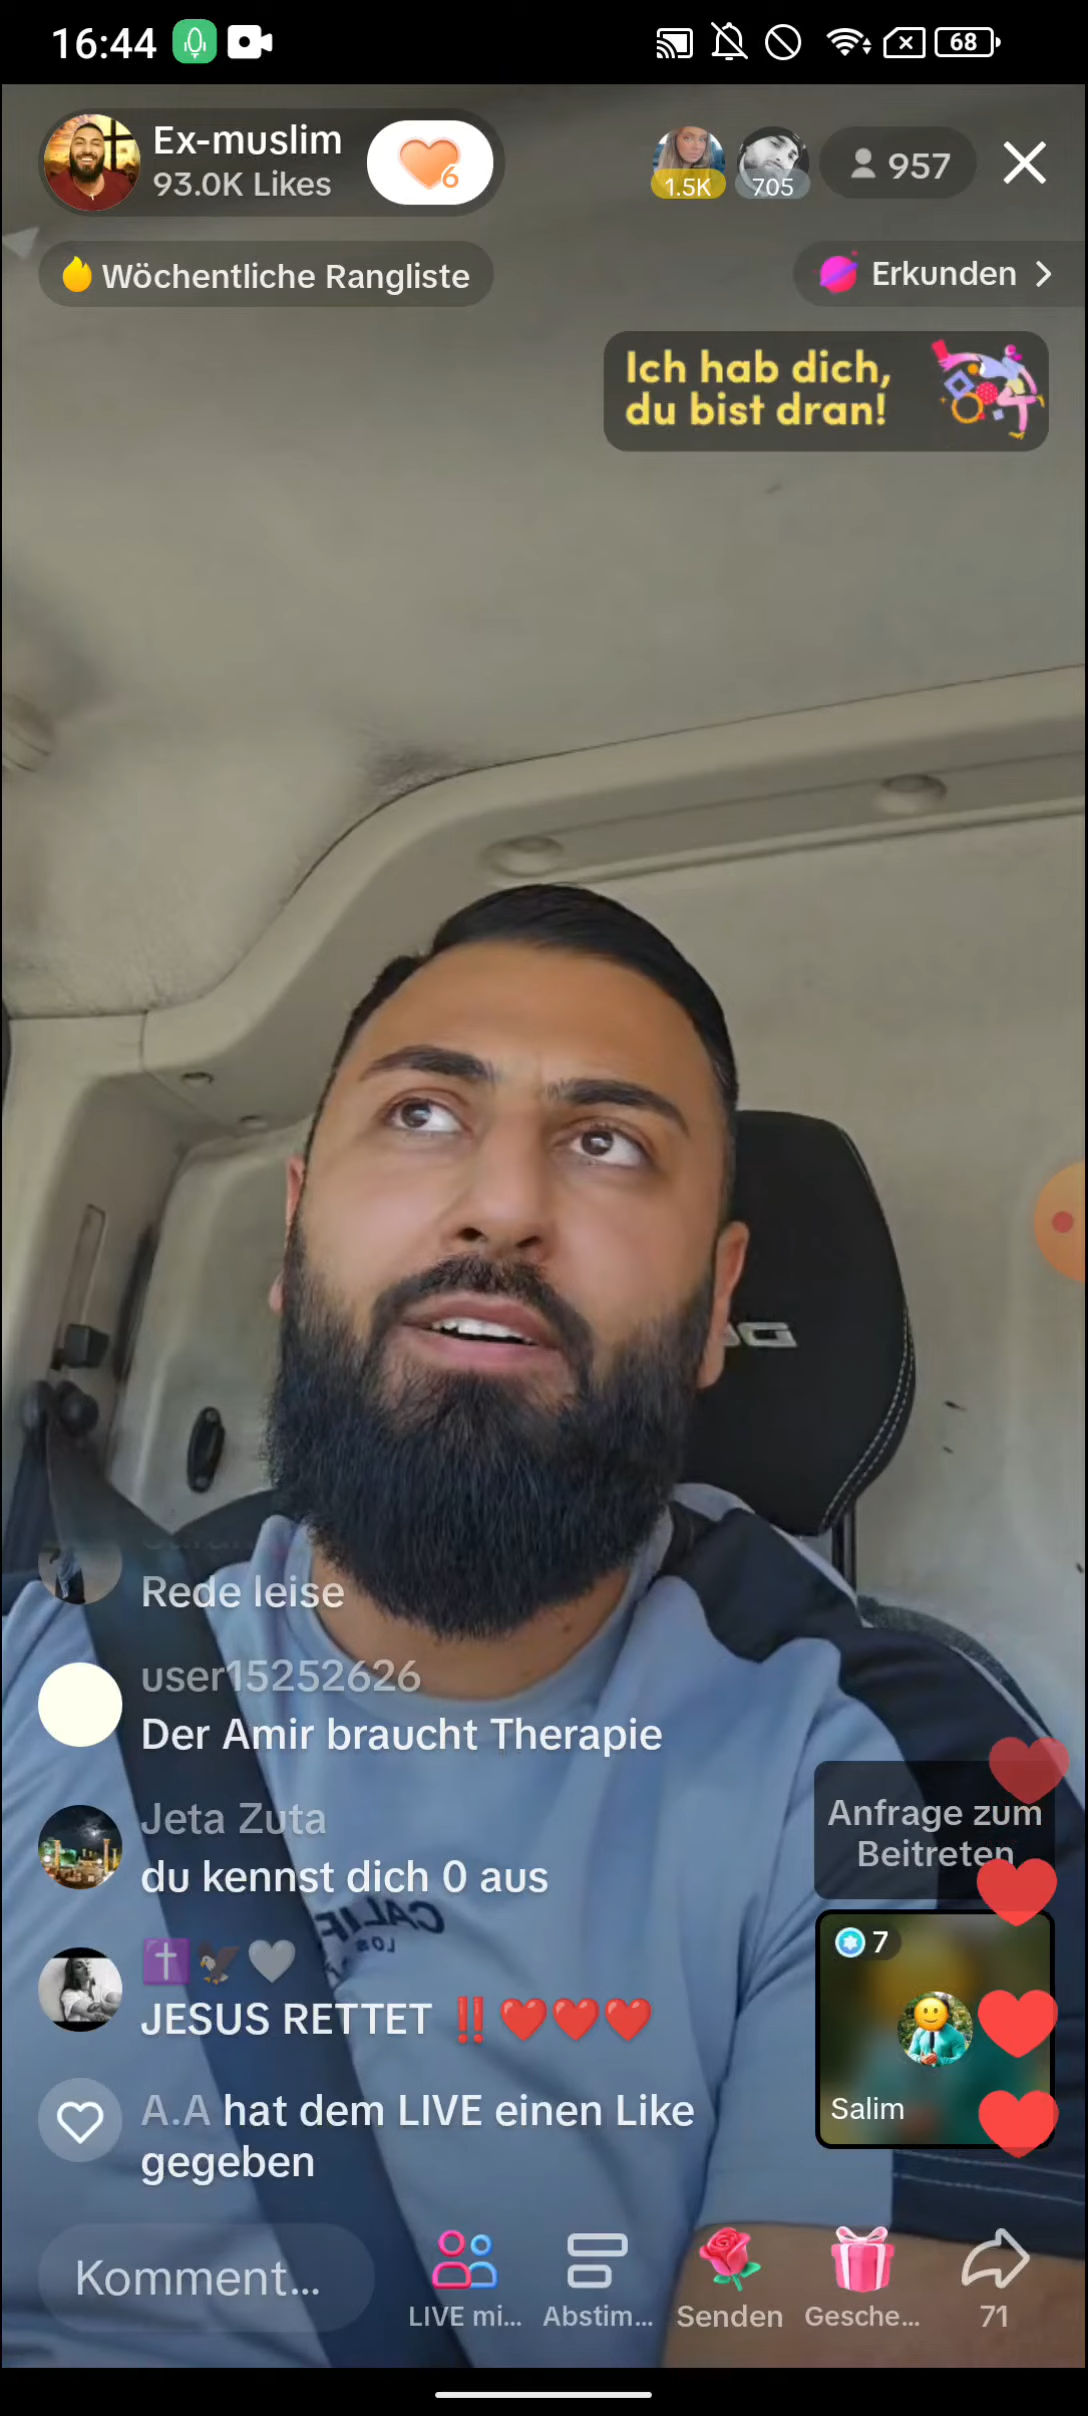 16:44
68
Ex-muslim
93.0K Likes
6
1.5K
705
957
Wöchentliche Rangliste
Erkunden
Ich hab dich,
du bist dran!
Rede leise
user15252626
Der Amir braucht Therapie
Jeta Zuta
du kennst dich 0 aus
✝️🦅🤍
JESUS RETTET ‼️❤️❤️❤️
A.A hat dem LIVE einen Like
gegeben
Anfrage zum
Beitreten
7
Salim
Komment...
LIVE mi...
Abstim...
Senden
Gesche...
71